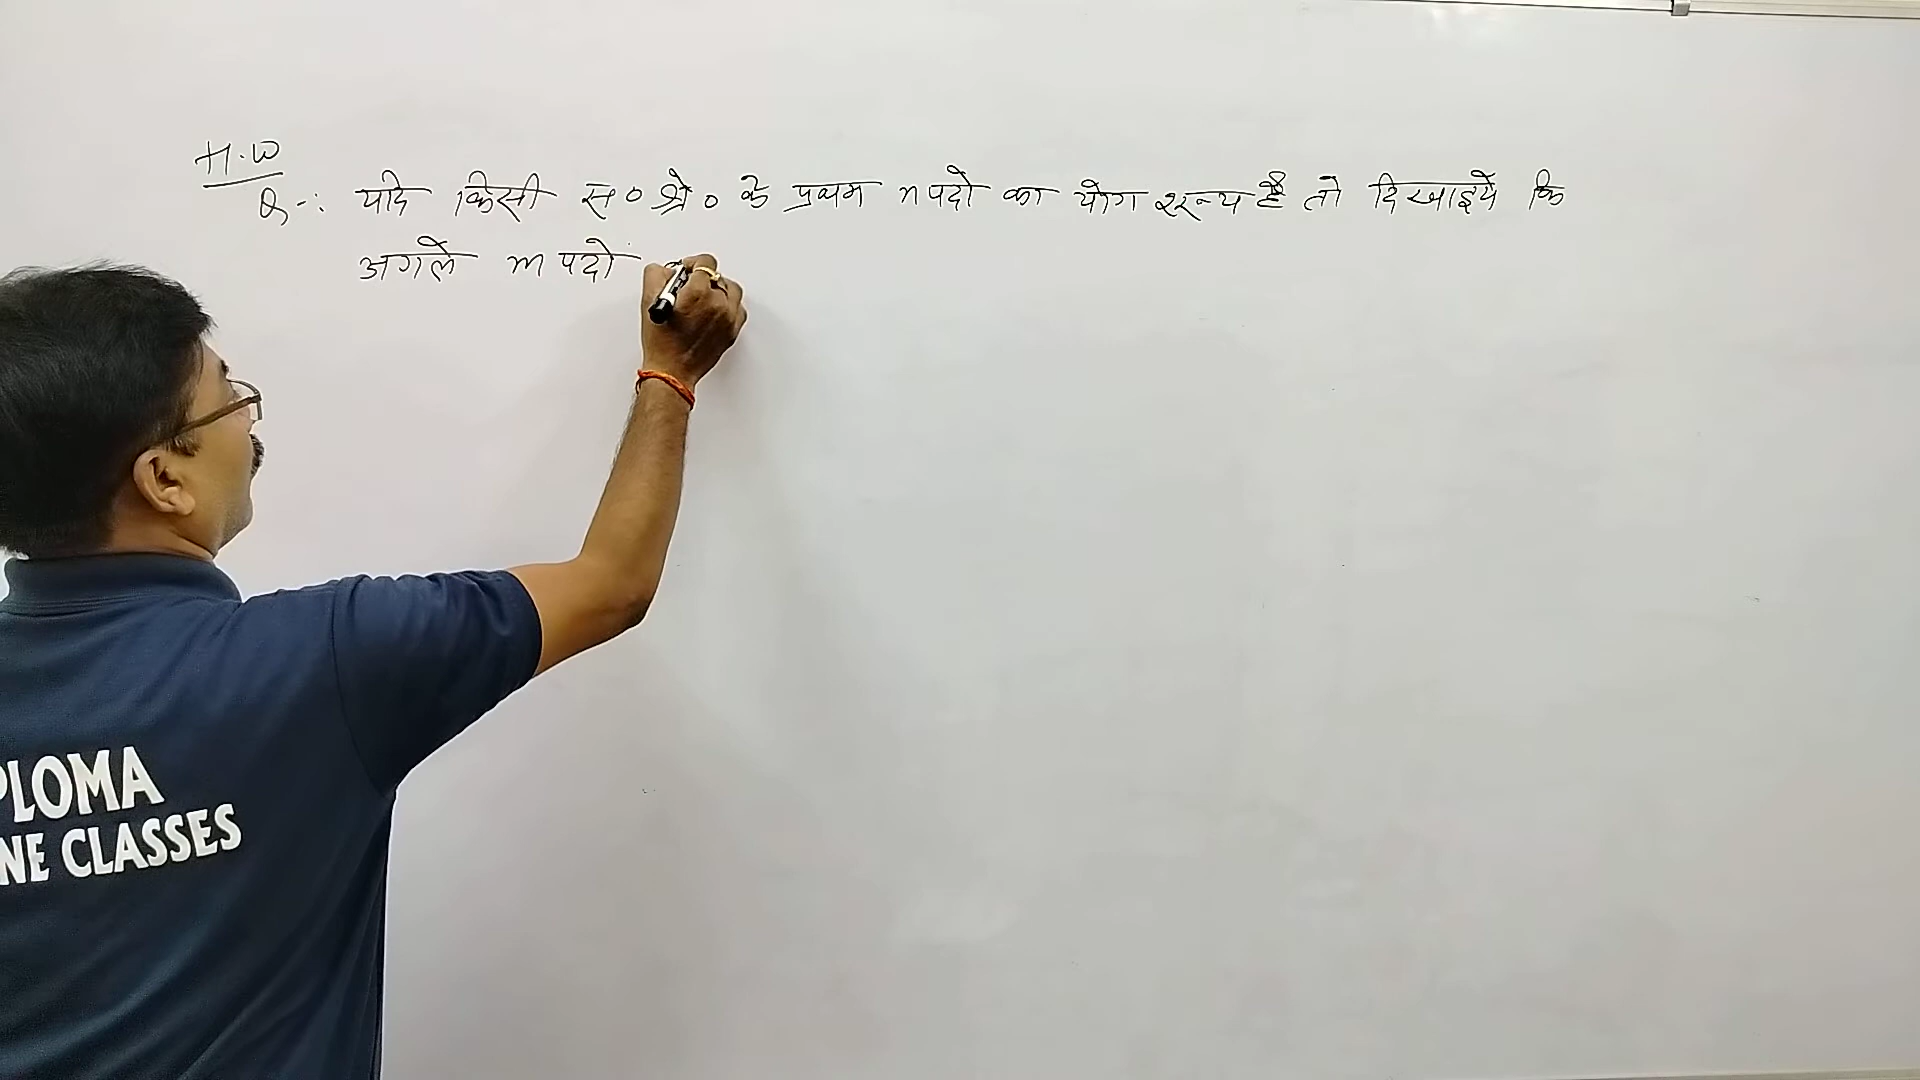 H.W
Q -: यदि किसी स० श्रे० के प्रथम n पदो का योग शून्य है तो दिखाइये कि
अगले m पदो
PLOMA
NE CLASSES